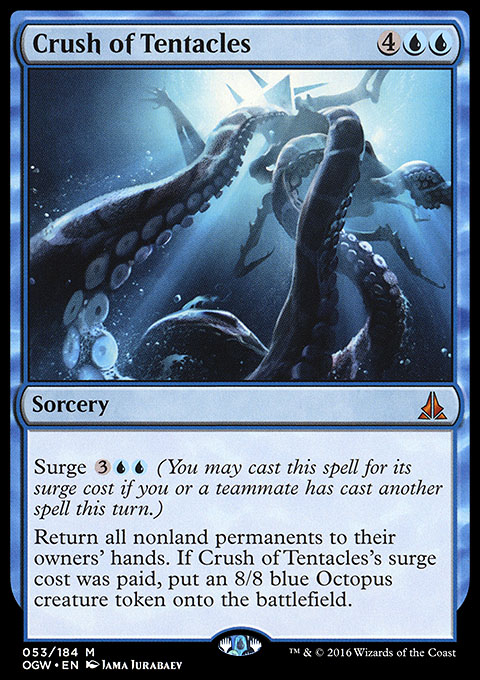 Crush of Tentacles 4
Sorcery
Surge 3 (You may cast this spell for its
surge cost if you or a teammate has cast another
spell this turn.)
Return all nonland permanents to their
owners' hands. If Crush of Tentacles's surge
cost was paid, put an 8/8 blue Octopus
creature token onto the battlefield.
053/184 M
OGW • EN Jama Jurabaev
™ & © 2016 Wizards of the Coast